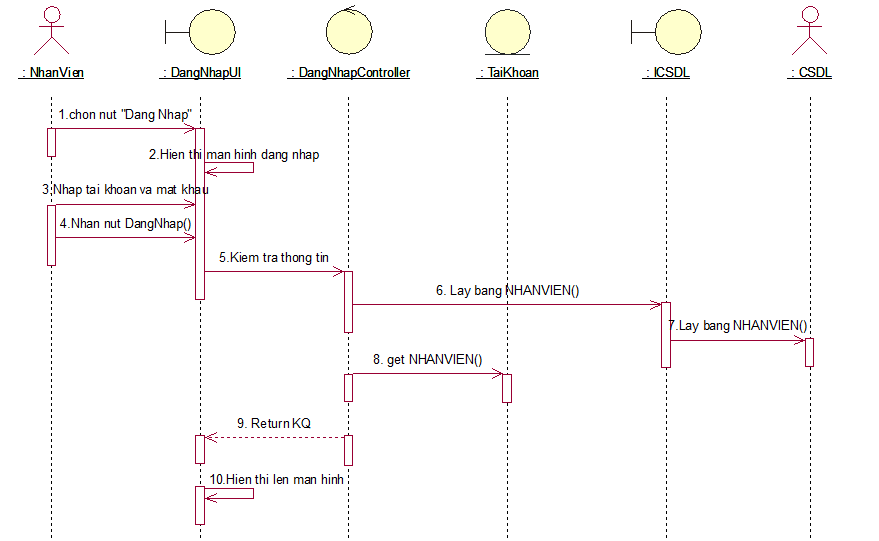 : NhanVien
: DangNhapUI
: DangNhapController
: TaiKhoan
: ICSDL
: CSDL
1.chon nut "Dang Nhap"
2.Hien thi man hinh dang nhap
3.Nhap tai khoan va mat khau
4.Nhan nut DangNhap()
5.Kiem tra thong tin
6. Lay bang NHANVIEN()
7.Lay bang NHANVIEN()
8. get NHANVIEN()
9. Return KQ
10.Hien thi len man hinh